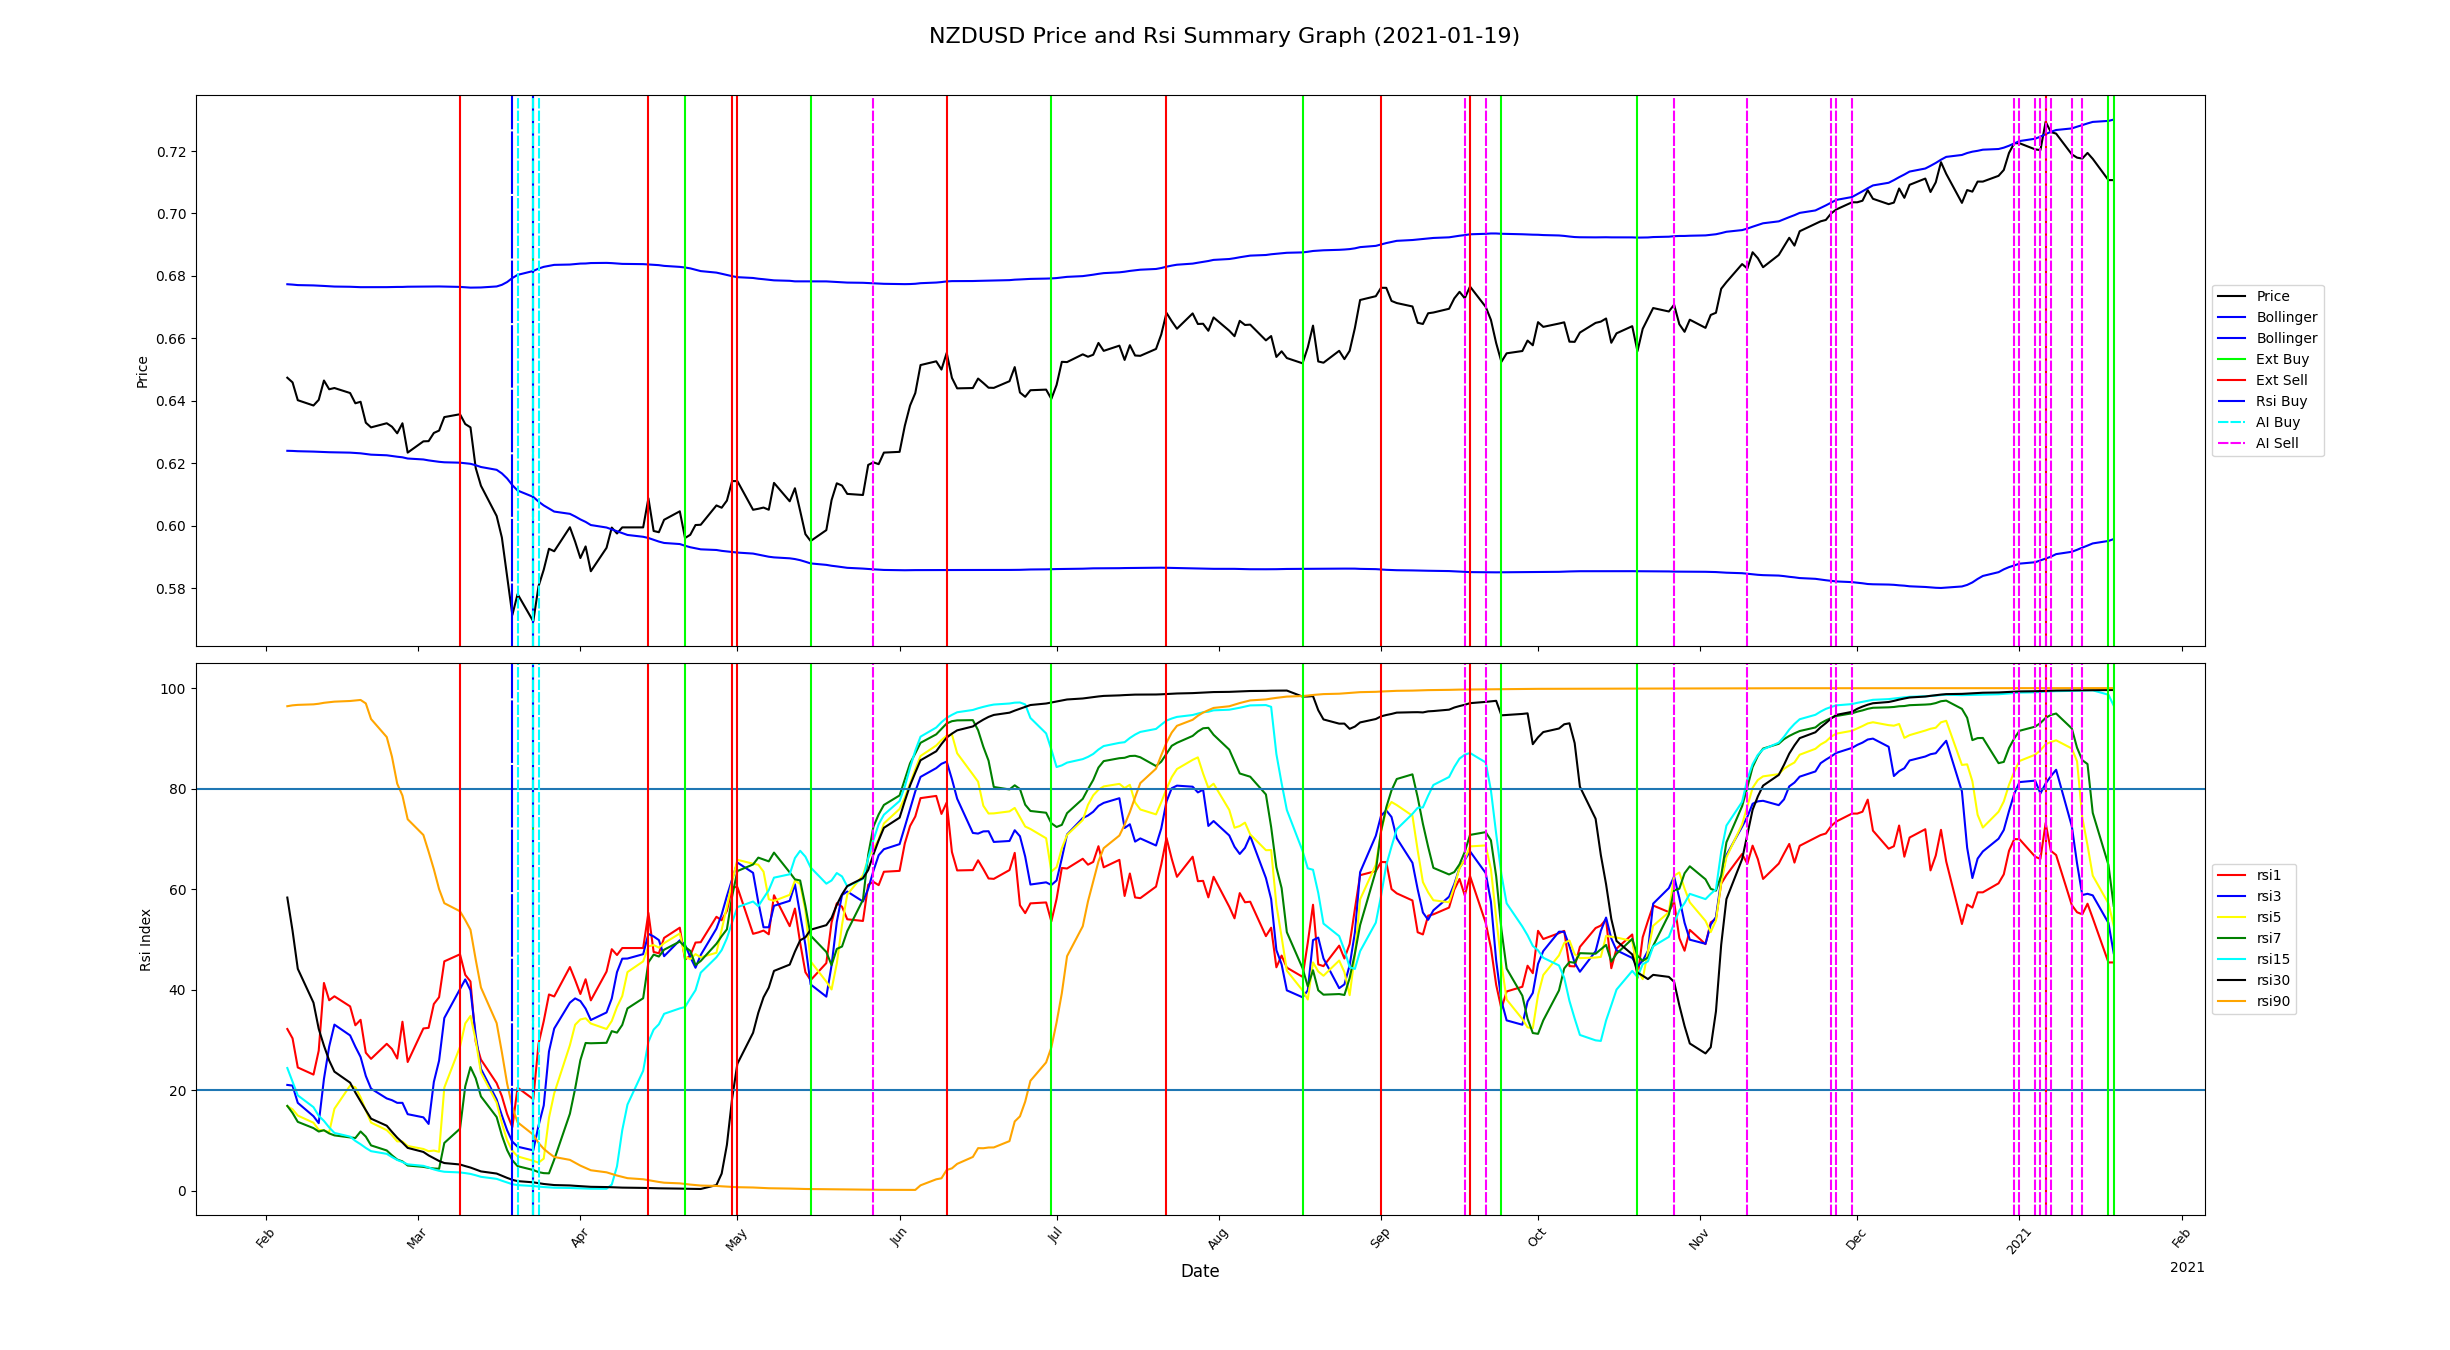 NZDUSD Price and Rsi Summary Graph (2021-01-19)
Price
0.72
0.70
0.68
0.66
0.64
0.62
0.60
0.58
Price
Bollinger
Bollinger
Ext Buy
Ext Sell
Rsi Buy
AI Buy
AI Sell
Rsi Index
100
80
60
40
20
0
rsi1
rsi3
rsi5
rsi7
rsi15
rsi30
rsi90
Feb
Mar
Apr
May
Jun
Jul
Aug
Sep
Oct
Nov
Dec
2021
Feb
Date
2021